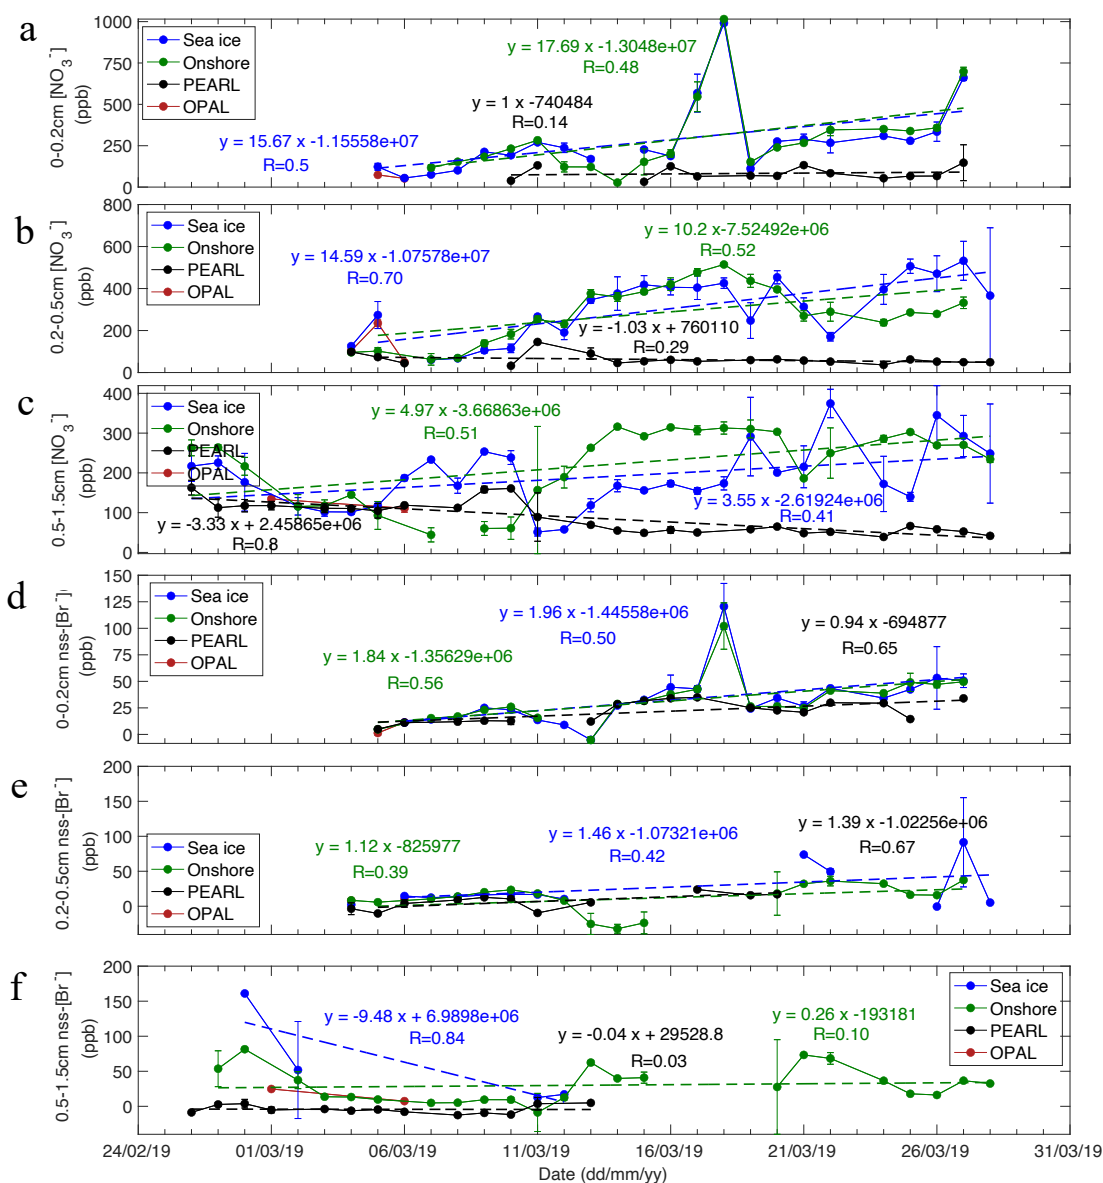 a
0-0.2cm [NO3-]
(ppb)
1000
750
500
250
0
Sea ice
Onshore
PEARL
OPAL
y = 17.69 x -1.3048e+07
R=0.48
y = 1 x -740484
R=0.14
y = 15.67 x -1.15558e+07
R=0.5
b
0.2-0.5cm [NO3-]
(ppb)
800
600
400
200
0
Sea ice
Onshore
PEARL
OPAL
y = 14.59 x -1.07578e+07
R=0.70
y = 10.2 x-7.52492e+06
R=0.52
y = -1.03 x + 760110
R=0.29
c
0.5-1.5cm [NO3-]
(ppb)
400
300
200
100
0
Sea ice
Onshore
PEARL
OPAL
y = 4.97 x -3.66863e+06
R=0.51
y = 3.55 x -2.61924e+06
R=0.41
y = -3.33 x + 2.45865e+06
R=0.8
d
0-0.2cm nss-[Br-]
(ppb)
150
125
100
75
50
25
0
Sea ice
Onshore
PEARL
OPAL
y = 1.96 x -1.44558e+06
R=0.50
y = 0.94 x -694877
R=0.65
y = 1.84 x -1.35629e+06
R=0.56
e
0.2-0.5cm nss-[Br-]
(ppb)
200
150
100
50
0
Sea ice
Onshore
PEARL
OPAL
y = 1.12 x -825977
R=0.39
y = 1.46 x -1.07321e+06
R=0.42
y = 1.39 x -1.02256e+06
R=0.67
f
0.5-1.5cm nss-[Br-]
(ppb)
200
150
100
50
0
y = -9.48 x + 6.9898e+06
R=0.84
y = -0.04 x + 29528.8
R=0.03
y = 0.26 x -193181
R=0.10
Sea ice
Onshore
PEARL
OPAL
24/02/19 01/03/19 06/03/19 11/03/19 16/03/19 21/03/19 26/03/19 31/03/19
Date (dd/mm/yy)